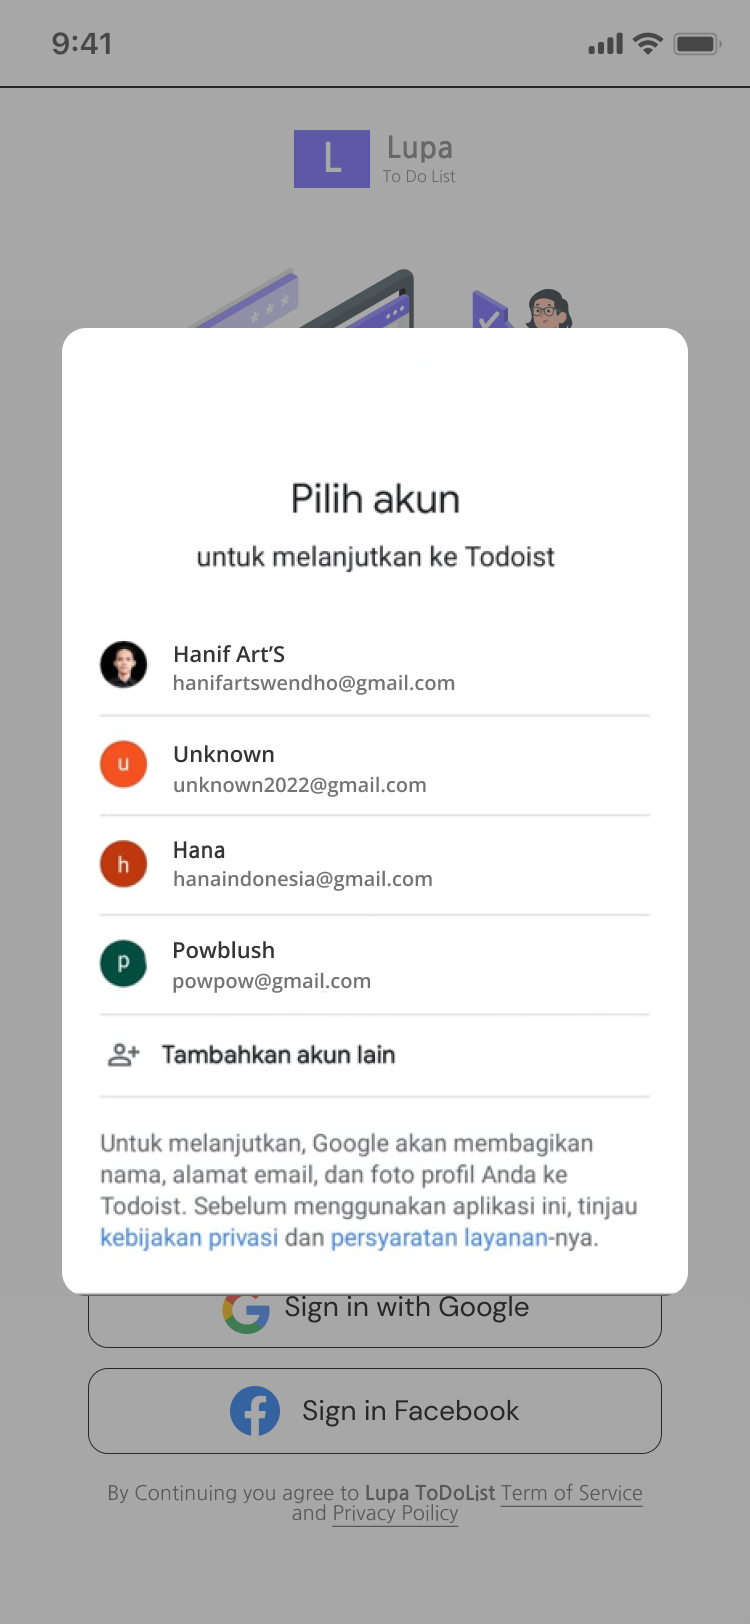 9:41
L
Lupa
To Do List
Pilih akun
untuk melanjutkan ke Todoist
Hanif Art’S
hanifartswendho@gmail.com
u
Unknown
unknown2022@gmail.com
h
Hana
hanaindonesia@gmail.com
p
Powblush
powpow@gmail.com
Tambahkan akun lain
Untuk melanjutkan, Google akan membagikan
nama, alamat email, dan foto profil Anda ke
Todoist. Sebelum menggunakan aplikasi ini, tinjau
kebijakan privasi dan persyaratan layanan-nya.
Sign in with Google
Sign in Facebook
By Continuing you agree to Lupa ToDoList Term of Service
and Privacy Poilicy